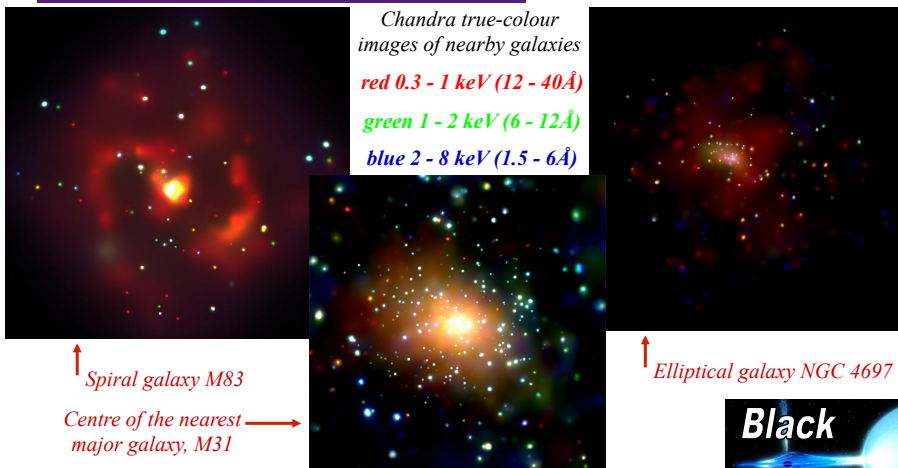 Chandra true-colour
images of nearby galaxies
red 0.3 - 1 keV (12 - 40Å)
green 1 - 2 keV (6 - 12Å)
blue 2 - 8 keV (1.5 - 6Å)
Spiral galaxy M83
Centre of the nearest
major galaxy, M31
Elliptical galaxy NGC 4697
Black